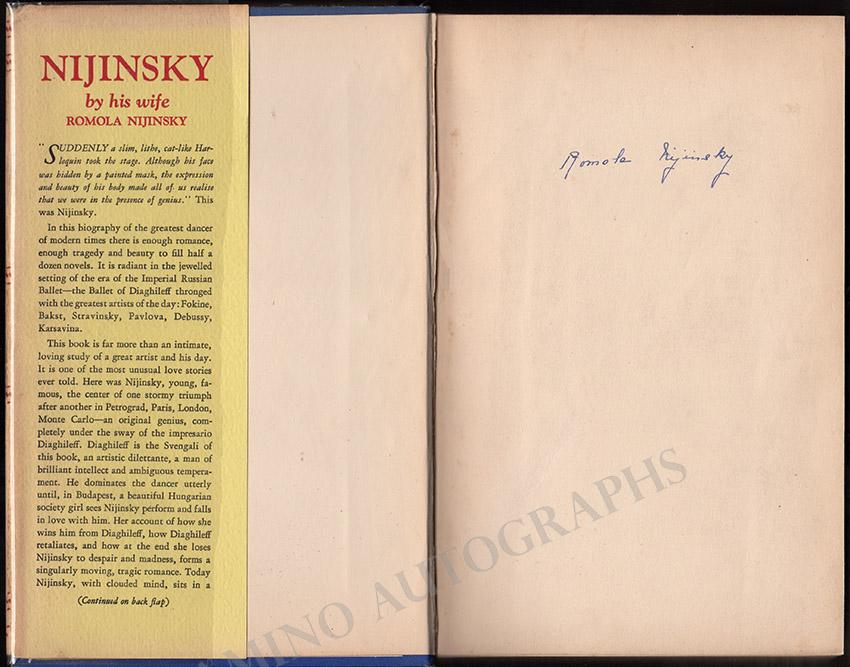 NIJINSKY
by his wife
ROMOLA NIJINSKY
"SUDDENLY a slim, lithe, cat-like Har-
loquin took the stage. Although his face
was hidden by a painted mask, the expression
and beauty of his body made all of us realise
that we were in the presence of genius." This
was Nijinsky.
In this biography of the greatest dancer
of modern times there is enough romance,
enough tragedy and beauty to fill half a
dozen novels. It is radiant in the jewelled
setting of the era of the Imperial Russian
Ballet—the Ballet of Diaghileff thronged
with the greatest artists of the day: Fokine,
Bakst, Stravinsky, Pavlova, Debussy,
Karsavina.
This book is far more than an intimate,
loving study of a great artist and his day.
It is one of the most unusual love stories
ever told. Here was Nijinsky, young, fa-
mous, the center of one stormy triumph
after another in Petrograd, Paris, London,
Monte Carlo—an original genius, com-
pletely under the sway of the impresario
Diaghileff. Diaghileff is the Svengali of
this book, an artistic dilettante, a man of
brilliant intellect and ambiguous tempera-
ment. He dominates the dancer utterly
until, in Budapest, a beautiful Hungarian
society girl sees Nijinsky perform and falls
in love with him. Her account of how she
wins him from Diaghileff, how Diaghileff
retaliates, and how at the end she loses
Nijinsky to despair and madness, forms a
singularly moving, tragic romance. Today
Nijinsky, with clouded mind, sits in a
(Continued on back flap)
Romola Nijinsky
MINO AUTOGRAPHS